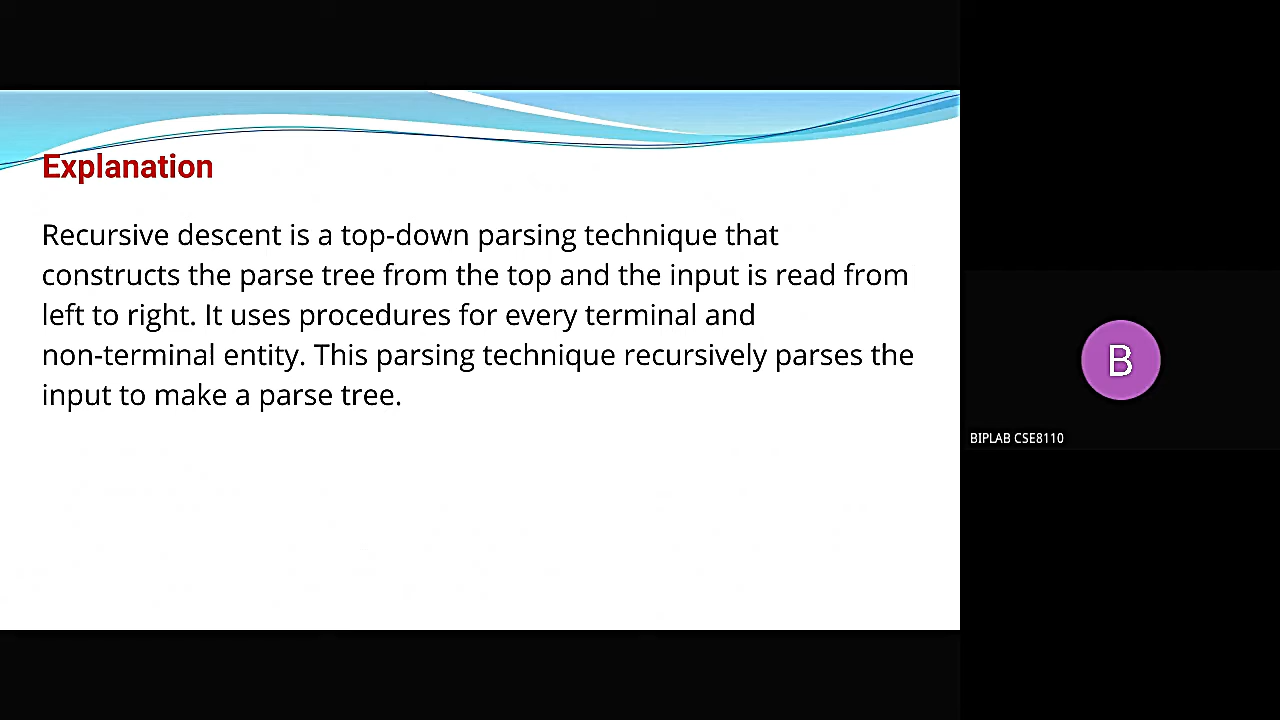 Explanation
Recursive descent is a top-down parsing technique that
constructs the parse tree from the top and the input is read from
left to right. It uses procedures for every terminal and
non-terminal entity. This parsing technique recursively parses the
input to make a parse tree.
B
BIPLAB CSE8110